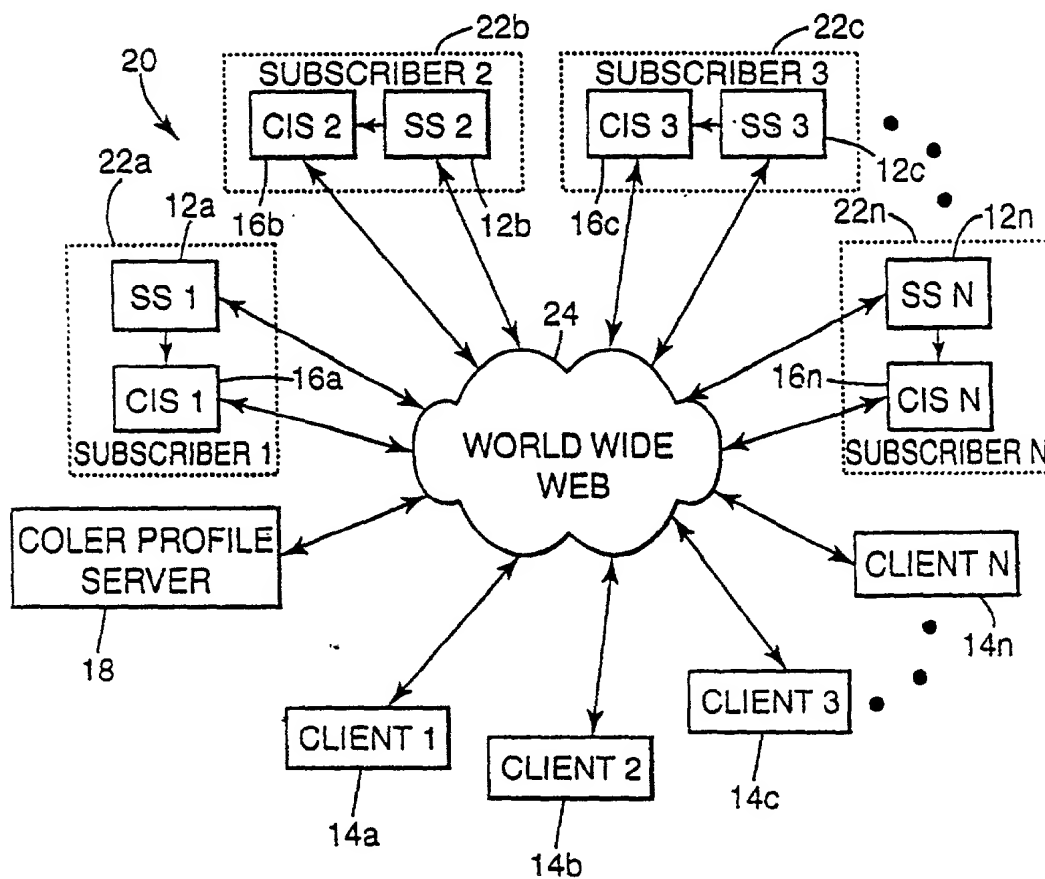 22b
22c
20
SUBSCRIBER 2
SUBSCRIBER 3
CIS 2
SS 2
CIS 3
SS 3
22a
12c
12a
16b
12b
16c
22n
12n
SS 1
24
SS N
16a
16n
CIS 1
CIS N
SUBSCRIBER 1
WORLD WIDE
WEB
SUBSCRIBER N
COLER PROFILE
SERVER
CLIENT N
18
14n
CLIENT 1
CLIENT 2
CLIENT 3
14a
14b
14c